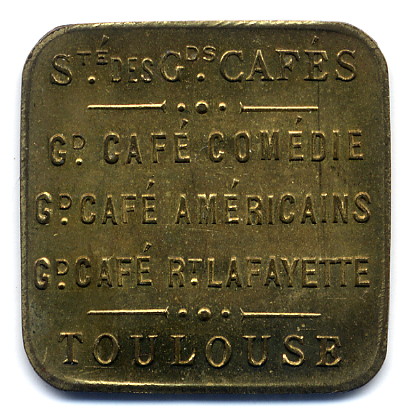 STÉ DES GDS. CAFÉS
GD. CAFÉ COMÉDIE
GD. CAFÉ AMÉRICAINS
GD. CAFÉ RT. LAFAYETTE
TOULOUSE